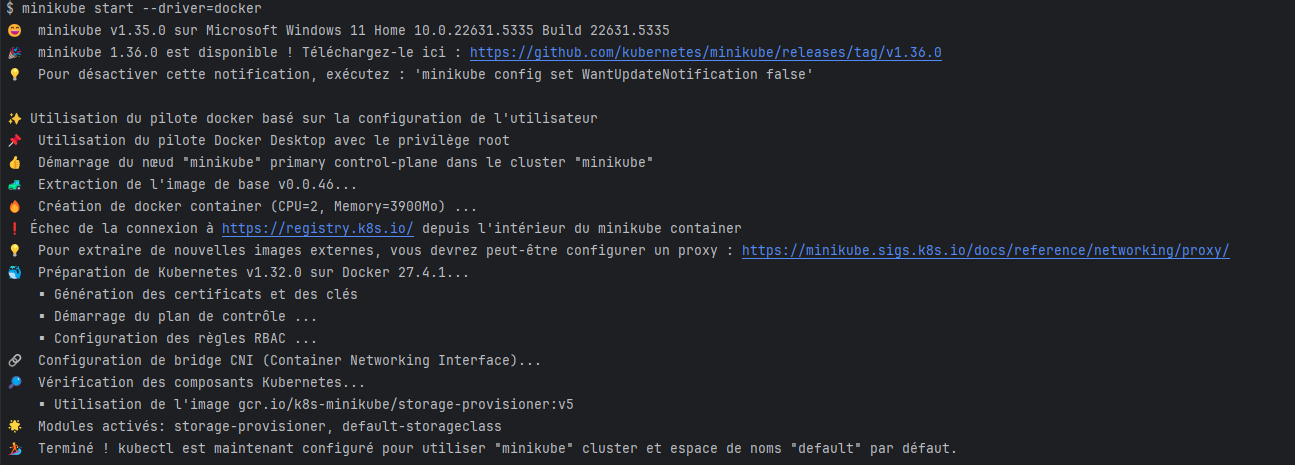 $ minikube start --driver=docker
😄  minikube v1.35.0 sur Microsoft Windows 11 Home 10.0.22631.5335 Build 22631.5335
🎉  minikube 1.36.0 est disponible ! Téléchargez-le ici : https://github.com/kubernetes/minikube/releases/tag/v1.36.0
💡  Pour désactiver cette notification, exécutez : 'minikube config set WantUpdateNotification false'

✨ Utilisation du pilote docker basé sur la configuration de l'utilisateur
📌  Utilisation du pilote Docker Desktop avec le privilège root
👍  Démarrage du nœud "minikube" primary control-plane dans le cluster "minikube"
🚜  Extraction de l'image de base v0.0.46...
🔥  Création de docker container (CPU=2, Memory=3900Mo) ...
❗ Échec de la connexion à https://registry.k8s.io/ depuis l'intérieur du minikube container
💡  Pour extraire de nouvelles images externes, vous devrez peut-être configurer un proxy : https://minikube.sigs.k8s.io/docs/reference/networking/proxy/
🐳  Préparation de Kubernetes v1.32.0 sur Docker 27.4.1...
    ▪ Génération des certificats et des clés
    ▪ Démarrage du plan de contrôle ...
    ▪ Configuration des règles RBAC ...
🔗  Configuration de bridge CNI (Container Networking Interface)...
🔎  Vérification des composants Kubernetes...
    ▪ Utilisation de l'image gcr.io/k8s-minikube/storage-provisioner:v5
🌟  Modules activés: storage-provisioner, default-storageclass
🏄  Terminé ! kubectl est maintenant configuré pour utiliser "minikube" cluster et espace de noms "default" par défaut.